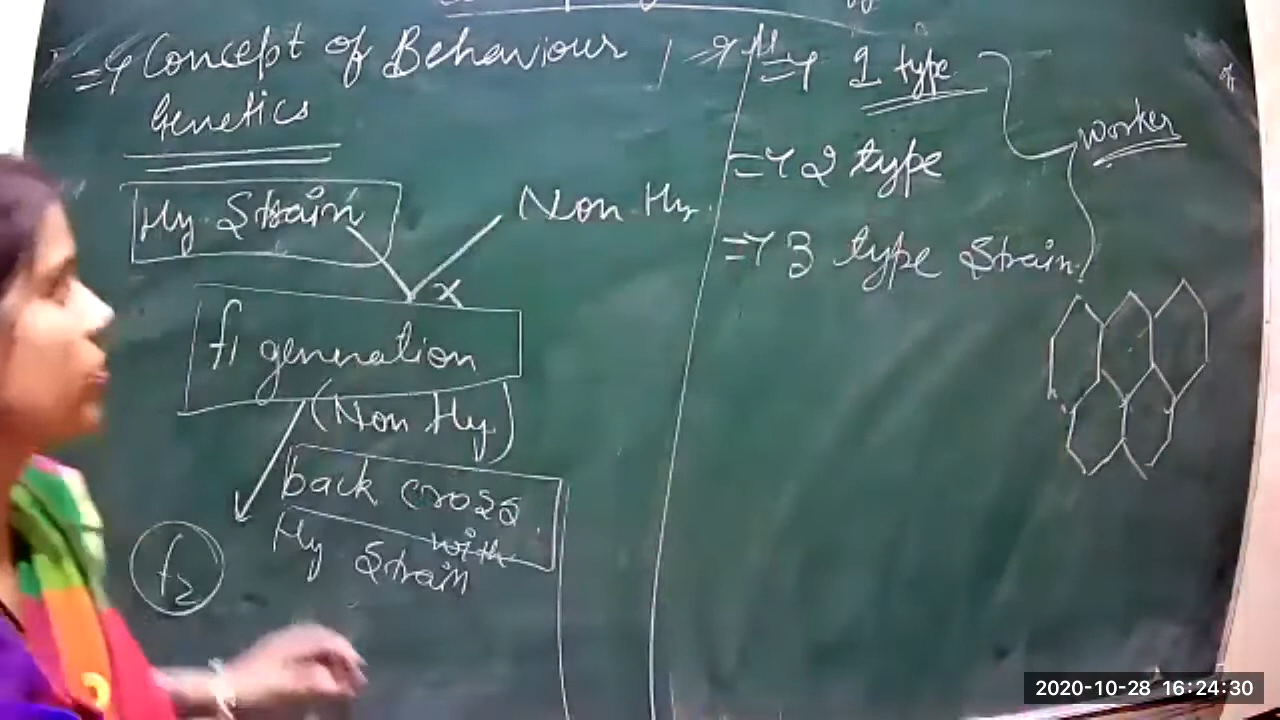 Concept of Behaviour
Genetics
Hy Strain
Non Hy.
x
f1 generation
(Non Hy)
back cross
with
Hy Strain
f2
1 type
2 type
3 type Strain.
worker
2020-10-28 16:24:30